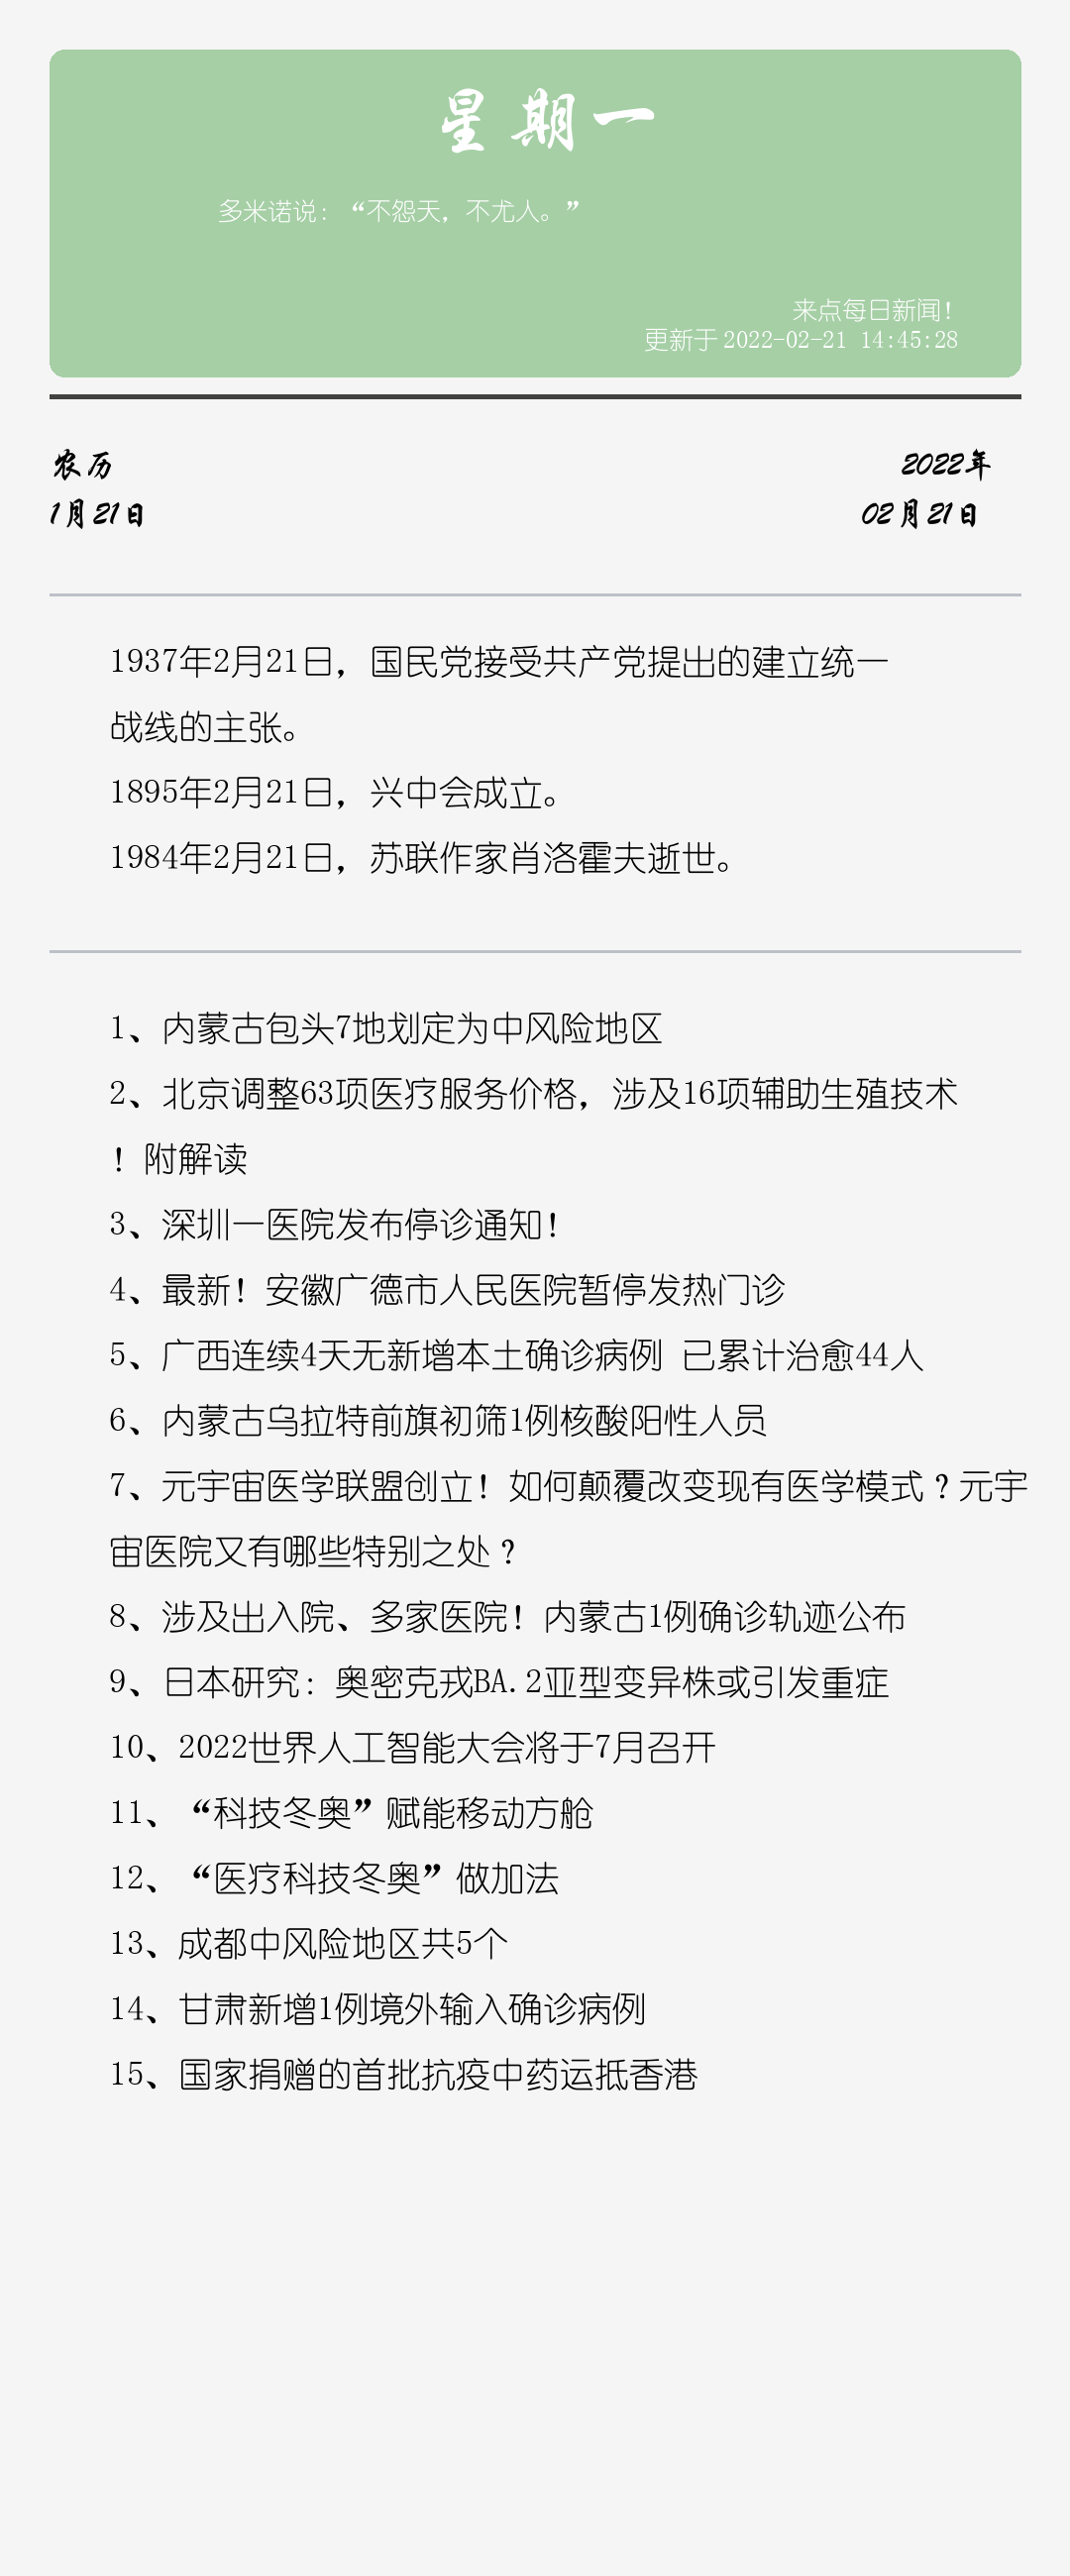 星期一
多米诺说：“不怨天，不尤人。”
来点每日新闻！
更新于 2022-02-21 14:45:28
农历
2022年
1月21日
02月21日
1937年2月21日，国民党接受共产党提出的建立统一
战线的主张。
1895年2月21日，兴中会成立。
1984年2月21日，苏联作家肖洛霍夫逝世。
1、内蒙古包头7地划定为中风险地区
2、北京调整63项医疗服务价格，涉及16项辅助生殖技术
！附解读
3、深圳一医院发布停诊通知！
4、最新！安徽广德市人民医院暂停发热门诊
5、广西连续4天无新增本土确诊病例 已累计治愈44人
6、内蒙古乌拉特前旗初筛1例核酸阳性人员
7、元宇宙医学联盟创立！如何颠覆改变现有医学模式？元宇
宙医院又有哪些特别之处？
8、涉及出入院、多家医院！内蒙古1例确诊轨迹公布
9、日本研究：奥密克戎BA.2亚型变异株或引发重症
10、2022世界人工智能大会将于7月召开
11、“科技冬奥”赋能移动方舱
12、“医疗科技冬奥”做加法
13、成都中风险地区共5个
14、甘肃新增1例境外输入确诊病例
15、国家捐赠的首批抗疫中药运抵香港